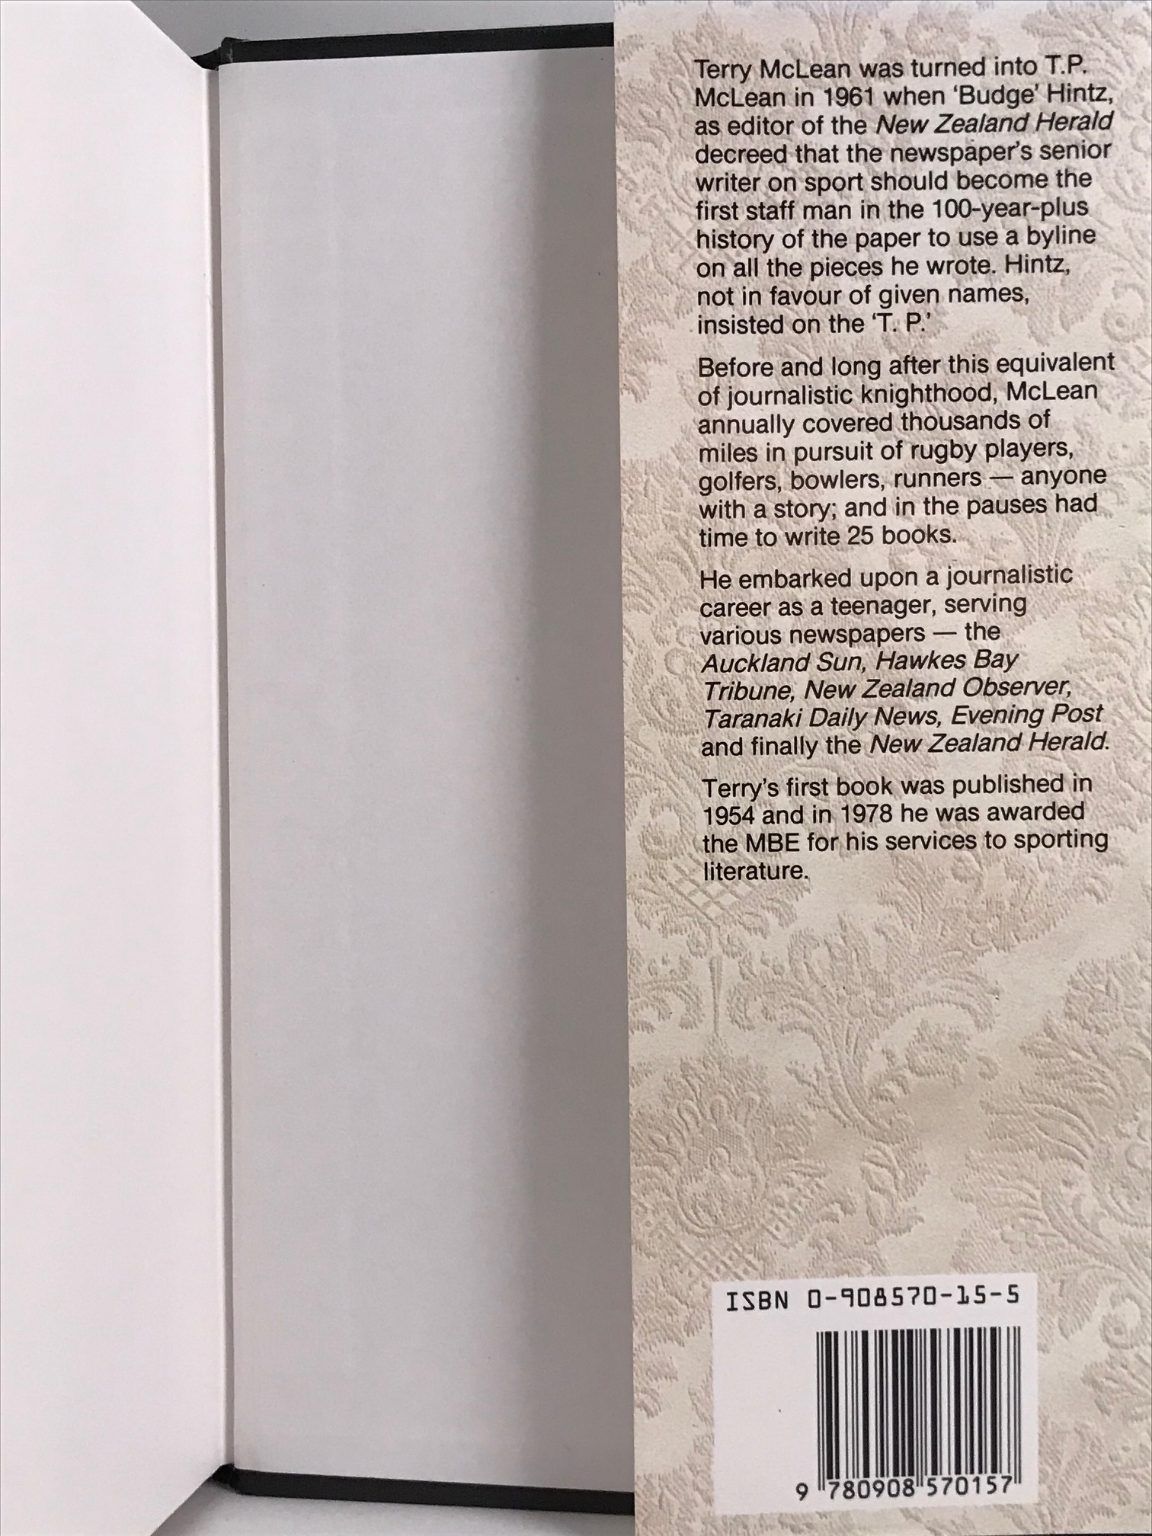 Terry McLean was turned into T.P.
McLean in 1961 when ‘Budge’ Hintz,
as editor of the New Zealand Herald
decreed that the newspaper's senior
writer on sport should become the
first staff man in the 100-year-plus
history of the paper to use a byline
on all the pieces he wrote. Hintz,
not in favour of given names,
insisted on the ‘T. P.’
Before and long after this equivalent
of journalistic knighthood, McLean
annually covered thousands of
miles in pursuit of rugby players,
golfers, bowlers, runners — anyone
with a story; and in the pauses had
time to write 25 books.
He embarked upon a journalistic
career as a teenager, serving
various newspapers — the
Auckland Sun, Hawkes Bay
Tribune, New Zealand Observer,
Taranaki Daily News, Evening Post
and finally the New Zealand Herald.
Terry's first book was published in
1954 and in 1978 he was awarded
the MBE for his services to sporting
literature.
ISBN 0-908570-15-5
9 780908 570157